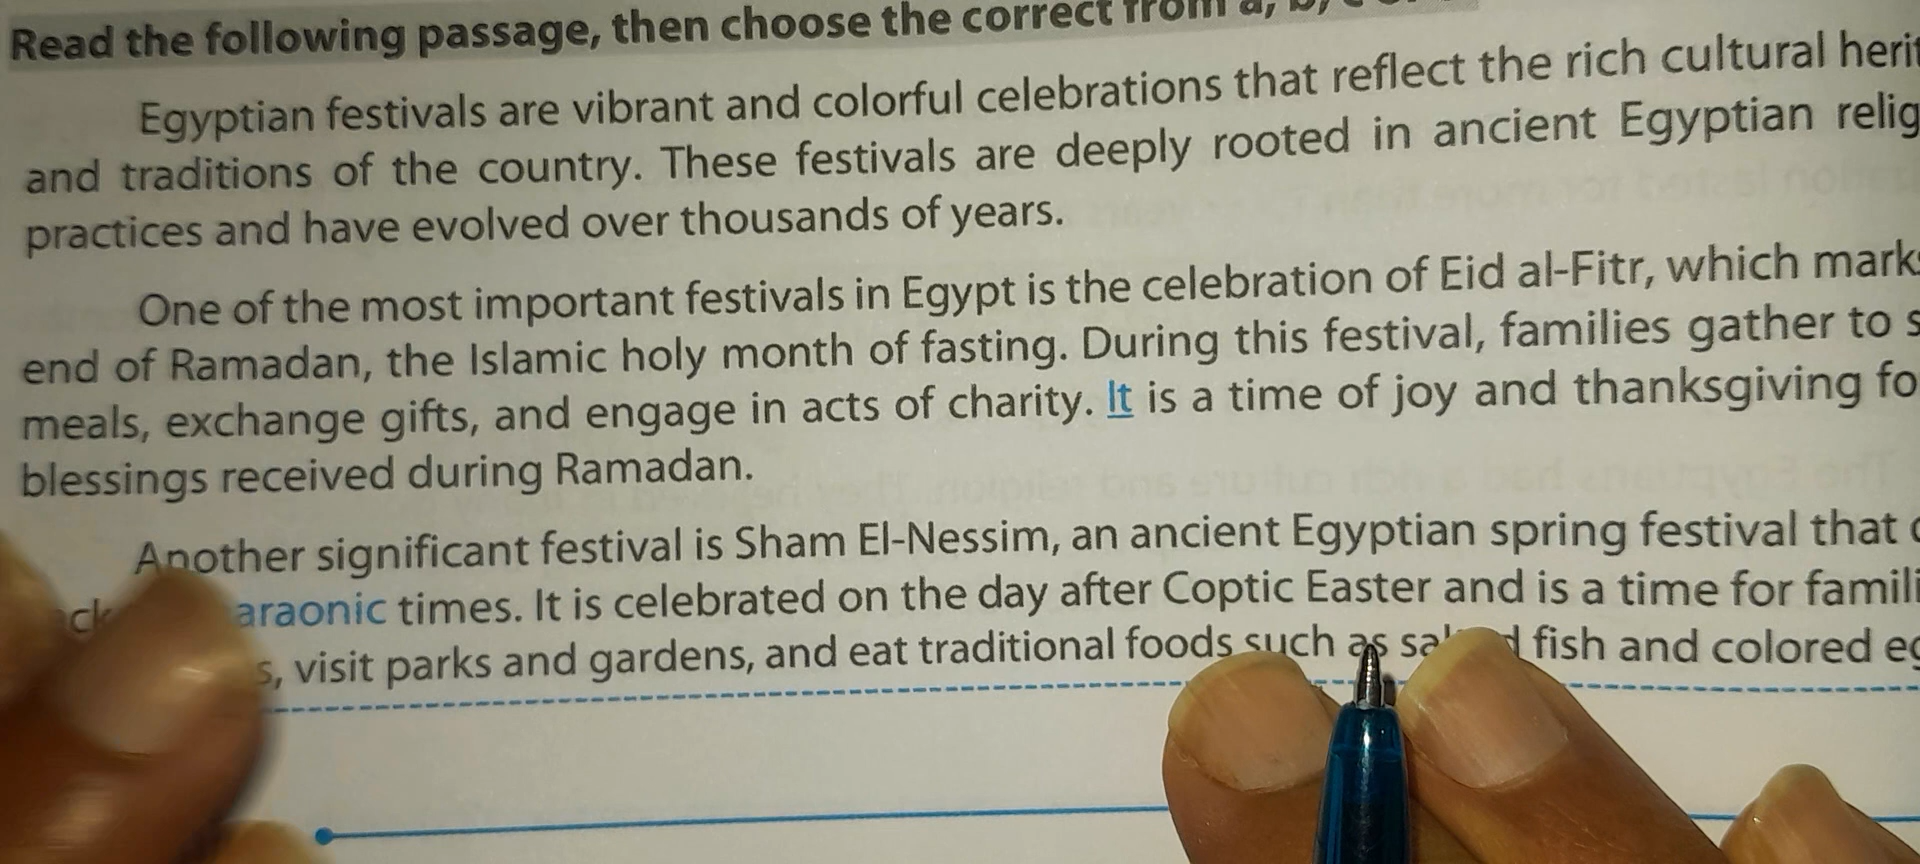 Read the following passage, then choose the correct from a, b, c
Egyptian festivals are vibrant and colorful celebrations that reflect the rich cultural herit
and traditions of the country. These festivals are deeply rooted in ancient Egyptian relig
practices and have evolved over thousands of years.
One of the most important festivals in Egypt is the celebration of Eid al-Fitr, which mark
end of Ramadan, the Islamic holy month of fasting. During this festival, families gather to s
meals, exchange gifts, and engage in acts of charity. It is a time of joy and thanksgiving fo
blessings received during Ramadan.
Another significant festival is Sham El-Nessim, an ancient Egyptian spring festival that
araonic times. It is celebrated on the day after Coptic Easter and is a time for famili
s, visit parks and gardens, and eat traditional foods such as fish and colored eg